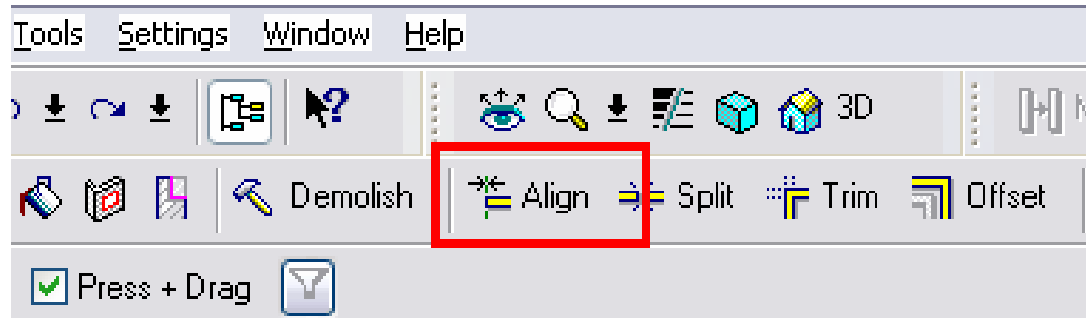 Tools Settings Window Help
3D
Demolish Align Split Trim Offset
Press + Drag